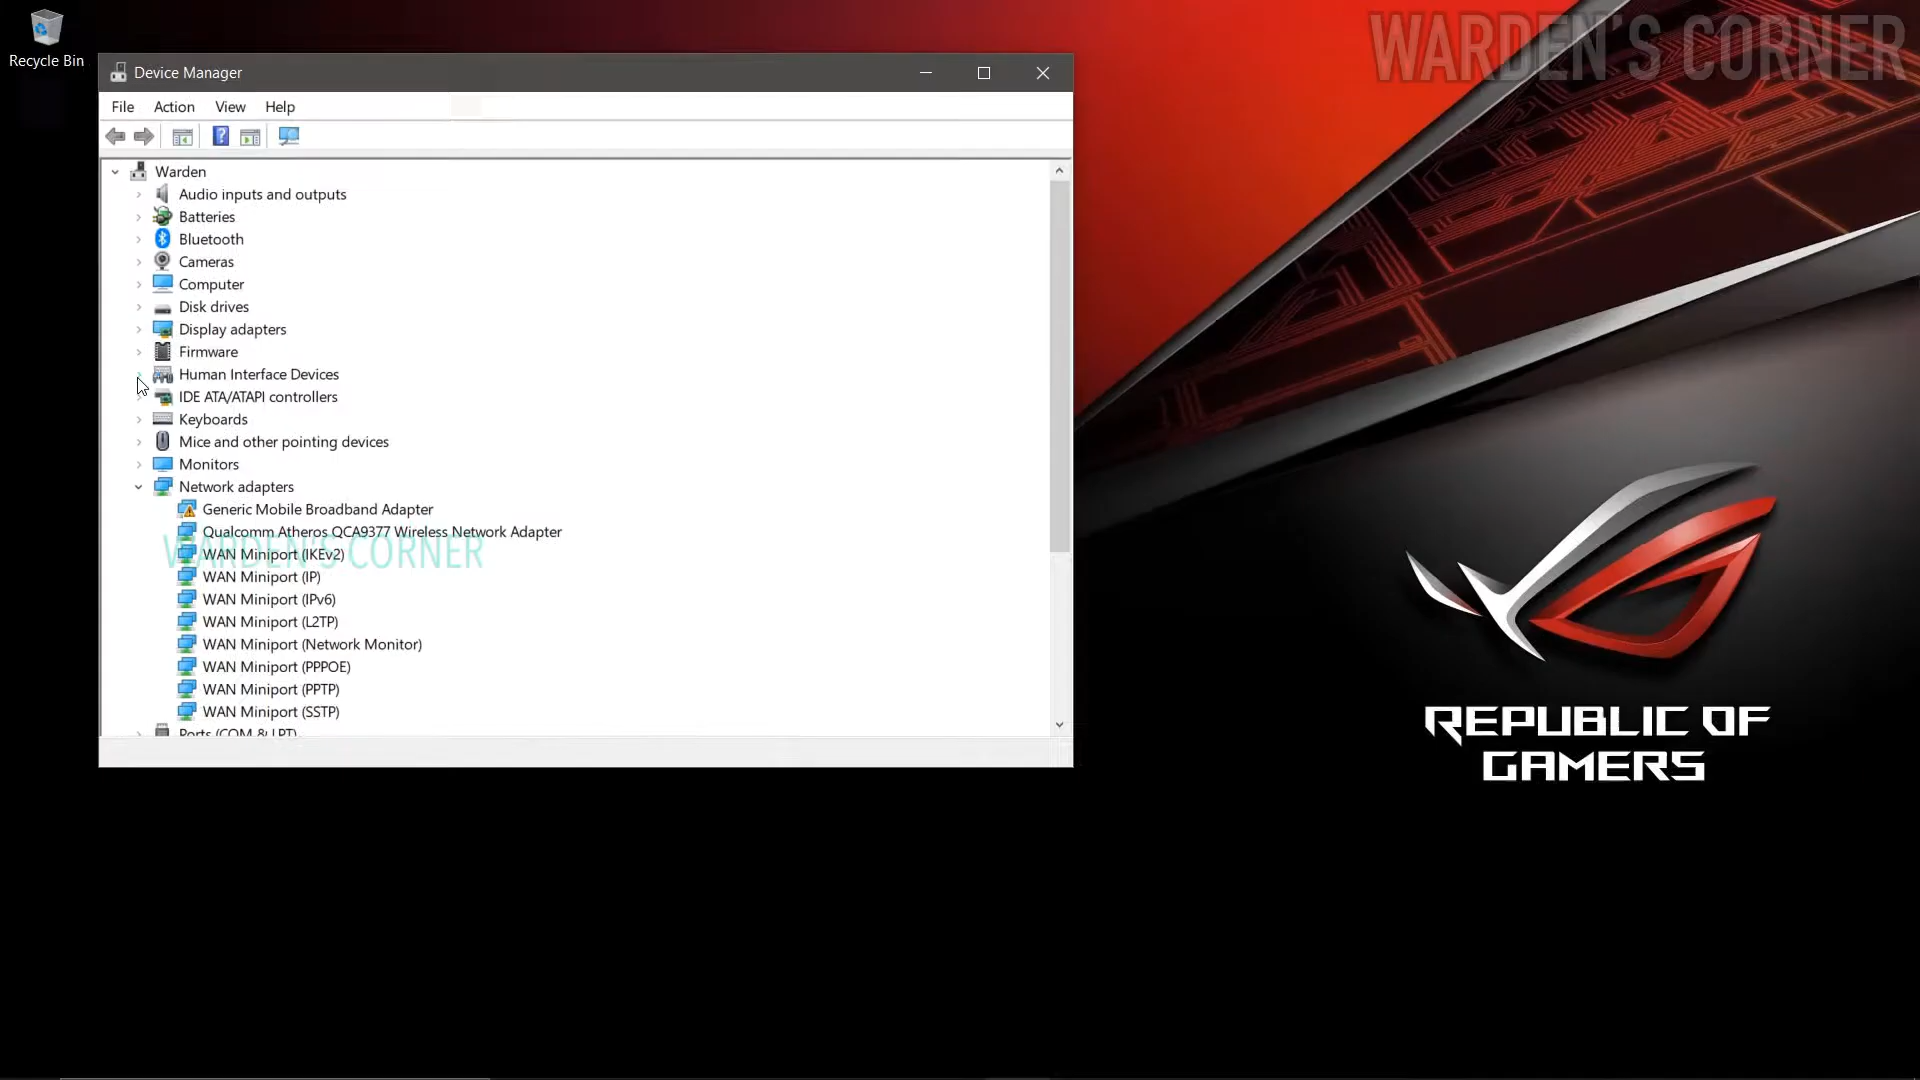 Recycle Bin
WARDEN'S CORNER
Device Manager
File Action View Help
Warden
Audio inputs and outputs
Batteries
Bluetooth
Cameras
Computer
Disk drives
Display adapters
Firmware
Human Interface Devices
IDE ATA/ATAPI controllers
Keyboards
Mice and other pointing devices
Monitors
Network adapters
Generic Mobile Broadband Adapter
Qualcomm Atheros QCA9377 Wireless Network Adapter
WARDEN'S CORNER
WAN Miniport (IKEv2)
WAN Miniport (IP)
WAN Miniport (IPv6)
WAN Miniport (L2TP)
WAN Miniport (Network Monitor)
WAN Miniport (PPPOE)
WAN Miniport (PPTP)
WAN Miniport (SSTP)
Ports (COM & LPT)
REPUBLIC OF
GAMERS